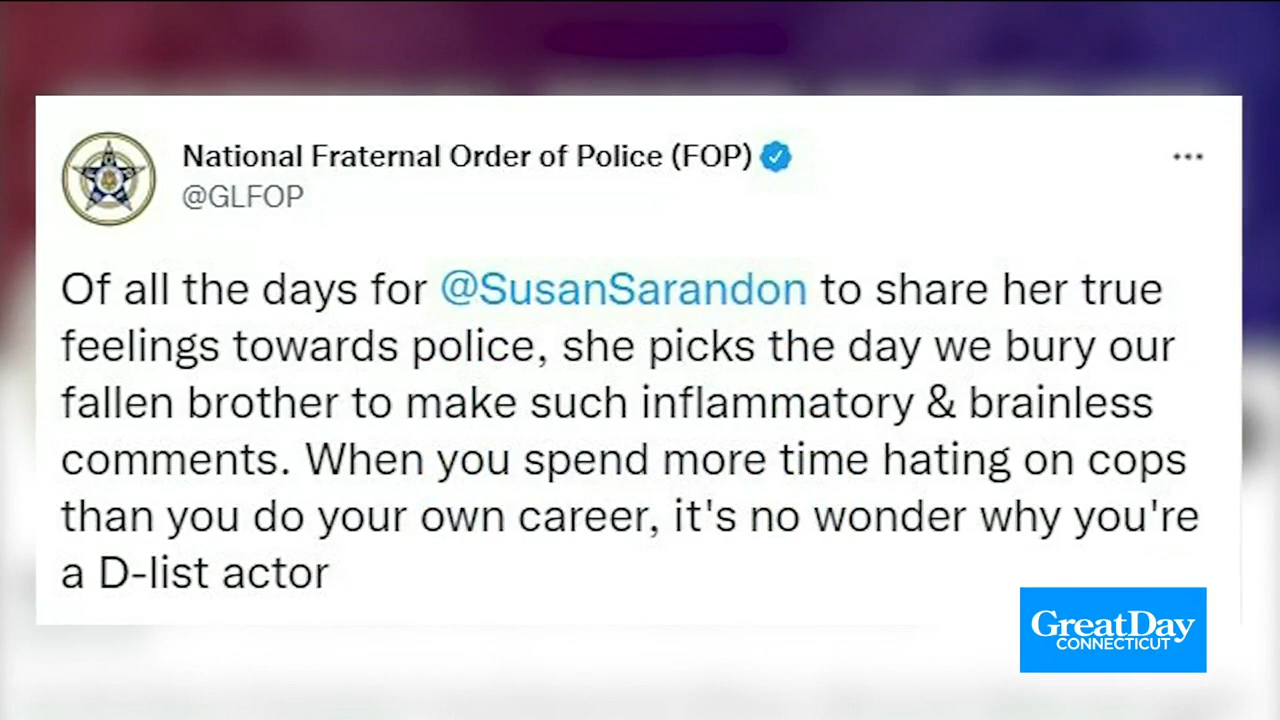 National Fraternal Order of Police (FOP)
@GLFOP
Of all the days for @SusanSarandon to share her true
feelings towards police, she picks the day we bury our
fallen brother to make such inflammatory & brainless
comments. When you spend more time hating on cops
than you do your own career, it's no wonder why you're
a D-list actor
GreatDay
CONNECTICUT